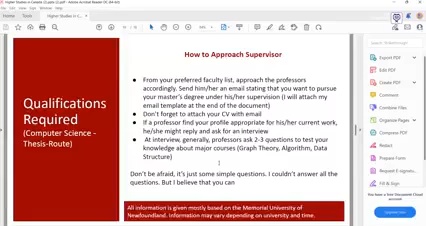 Home
Tools
How to Approach Supervisor
Qualifications
Required
(Computer Science -
Thesis-Route)
● From your preferred faculty list, approach the professors
accordingly. Send him/her an email stating that you want to pursue
your master's degree under his/her supervision (I will attach my
email template at the end of the document)
● Don't forget to attach your CV with email
● If a professor find your profile appropriate for his/her current work,
he/she might reply and ask for an interview
● At interview, generally, professors ask 2-3 questions to test your
knowledge about major courses (Graph Theory, Algorithm, Data
Structure)
Don't be afraid, it's just some simple questions. I couldn't answer all the
questions. But I believe that you can
All information is given mostly based on the Memorial University of
Newfoundland. Information may vary depending on university and time.
Export PDF
Edit PDF
Create PDF
Comment
Combine Files
Organize Pages
Compress PDF
Redact
Prepare Form
Request E-signatures
Fill & Sign